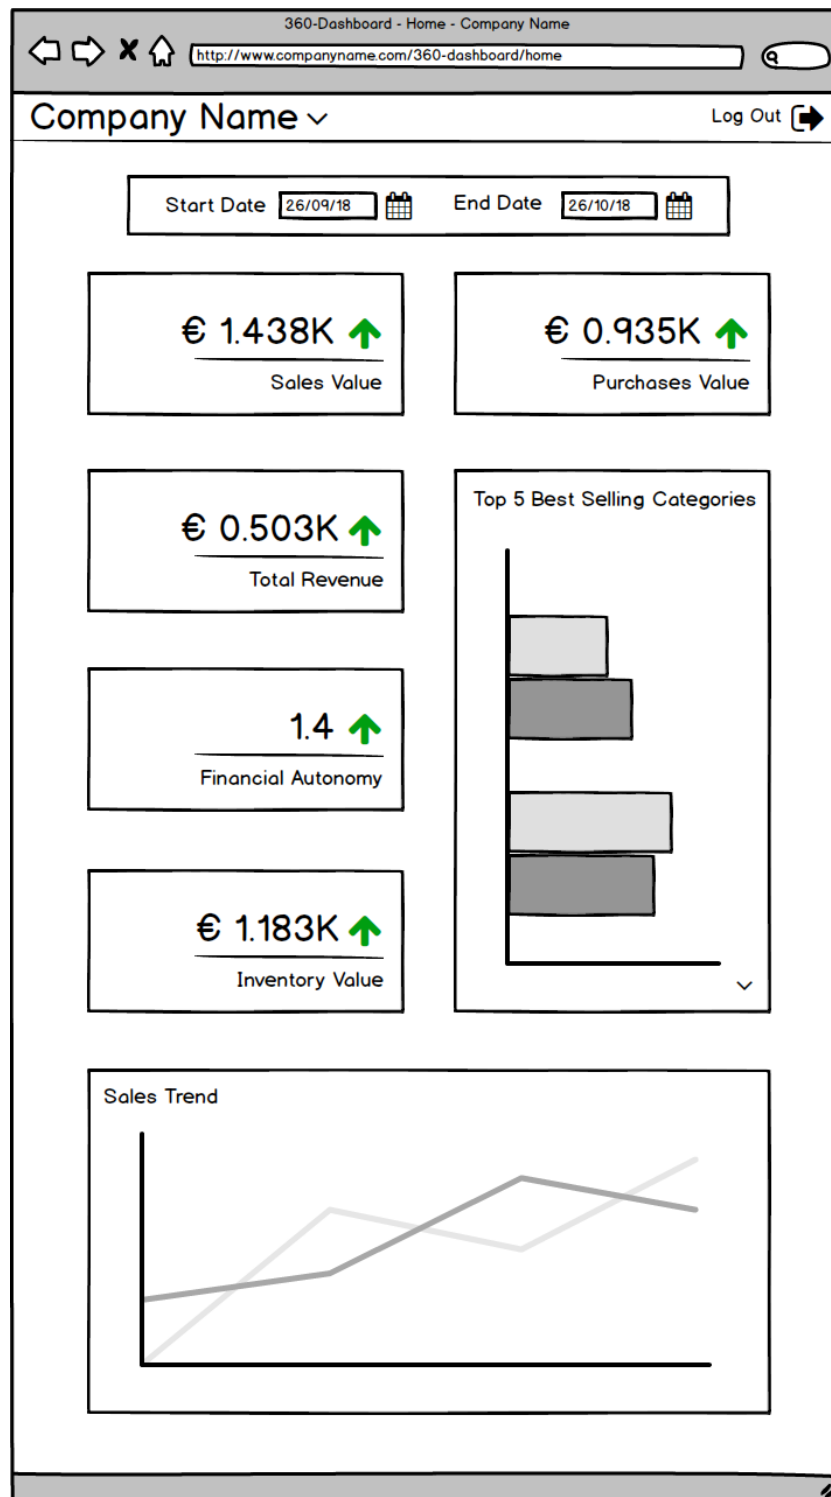 360-Dashboard - Home - Company Name
http://www.companyname.com/360-dashboard/home
Company Name
Log Out
Start Date 26/09/18 End Date 26/10/18
€ 1.438K
Sales Value
€ 0.935K
Purchases Value
€ 0.503K
Total Revenue
1.4
Financial Autonomy
€ 1.183K
Inventory Value
Top 5 Best Selling Categories
Sales Trend